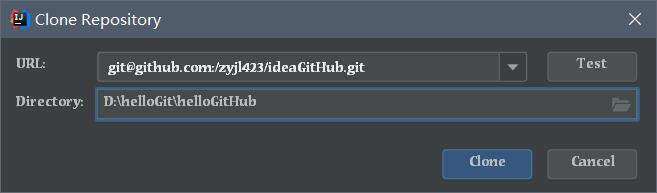 Clone Repository
URL: git@github.com:/zyjl423/ideaGitHub.git Test
Directory: D:\helloGit\helloGitHub
Clone Cancel